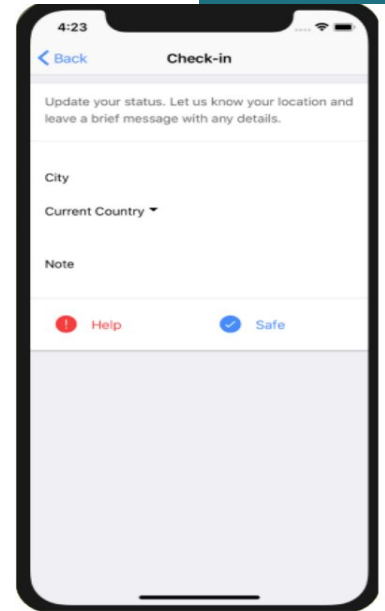 4:23
Back Check-in
Update your status. Let us know your location and
leave a brief message with any details.
City
Current Country
Note
Help Safe